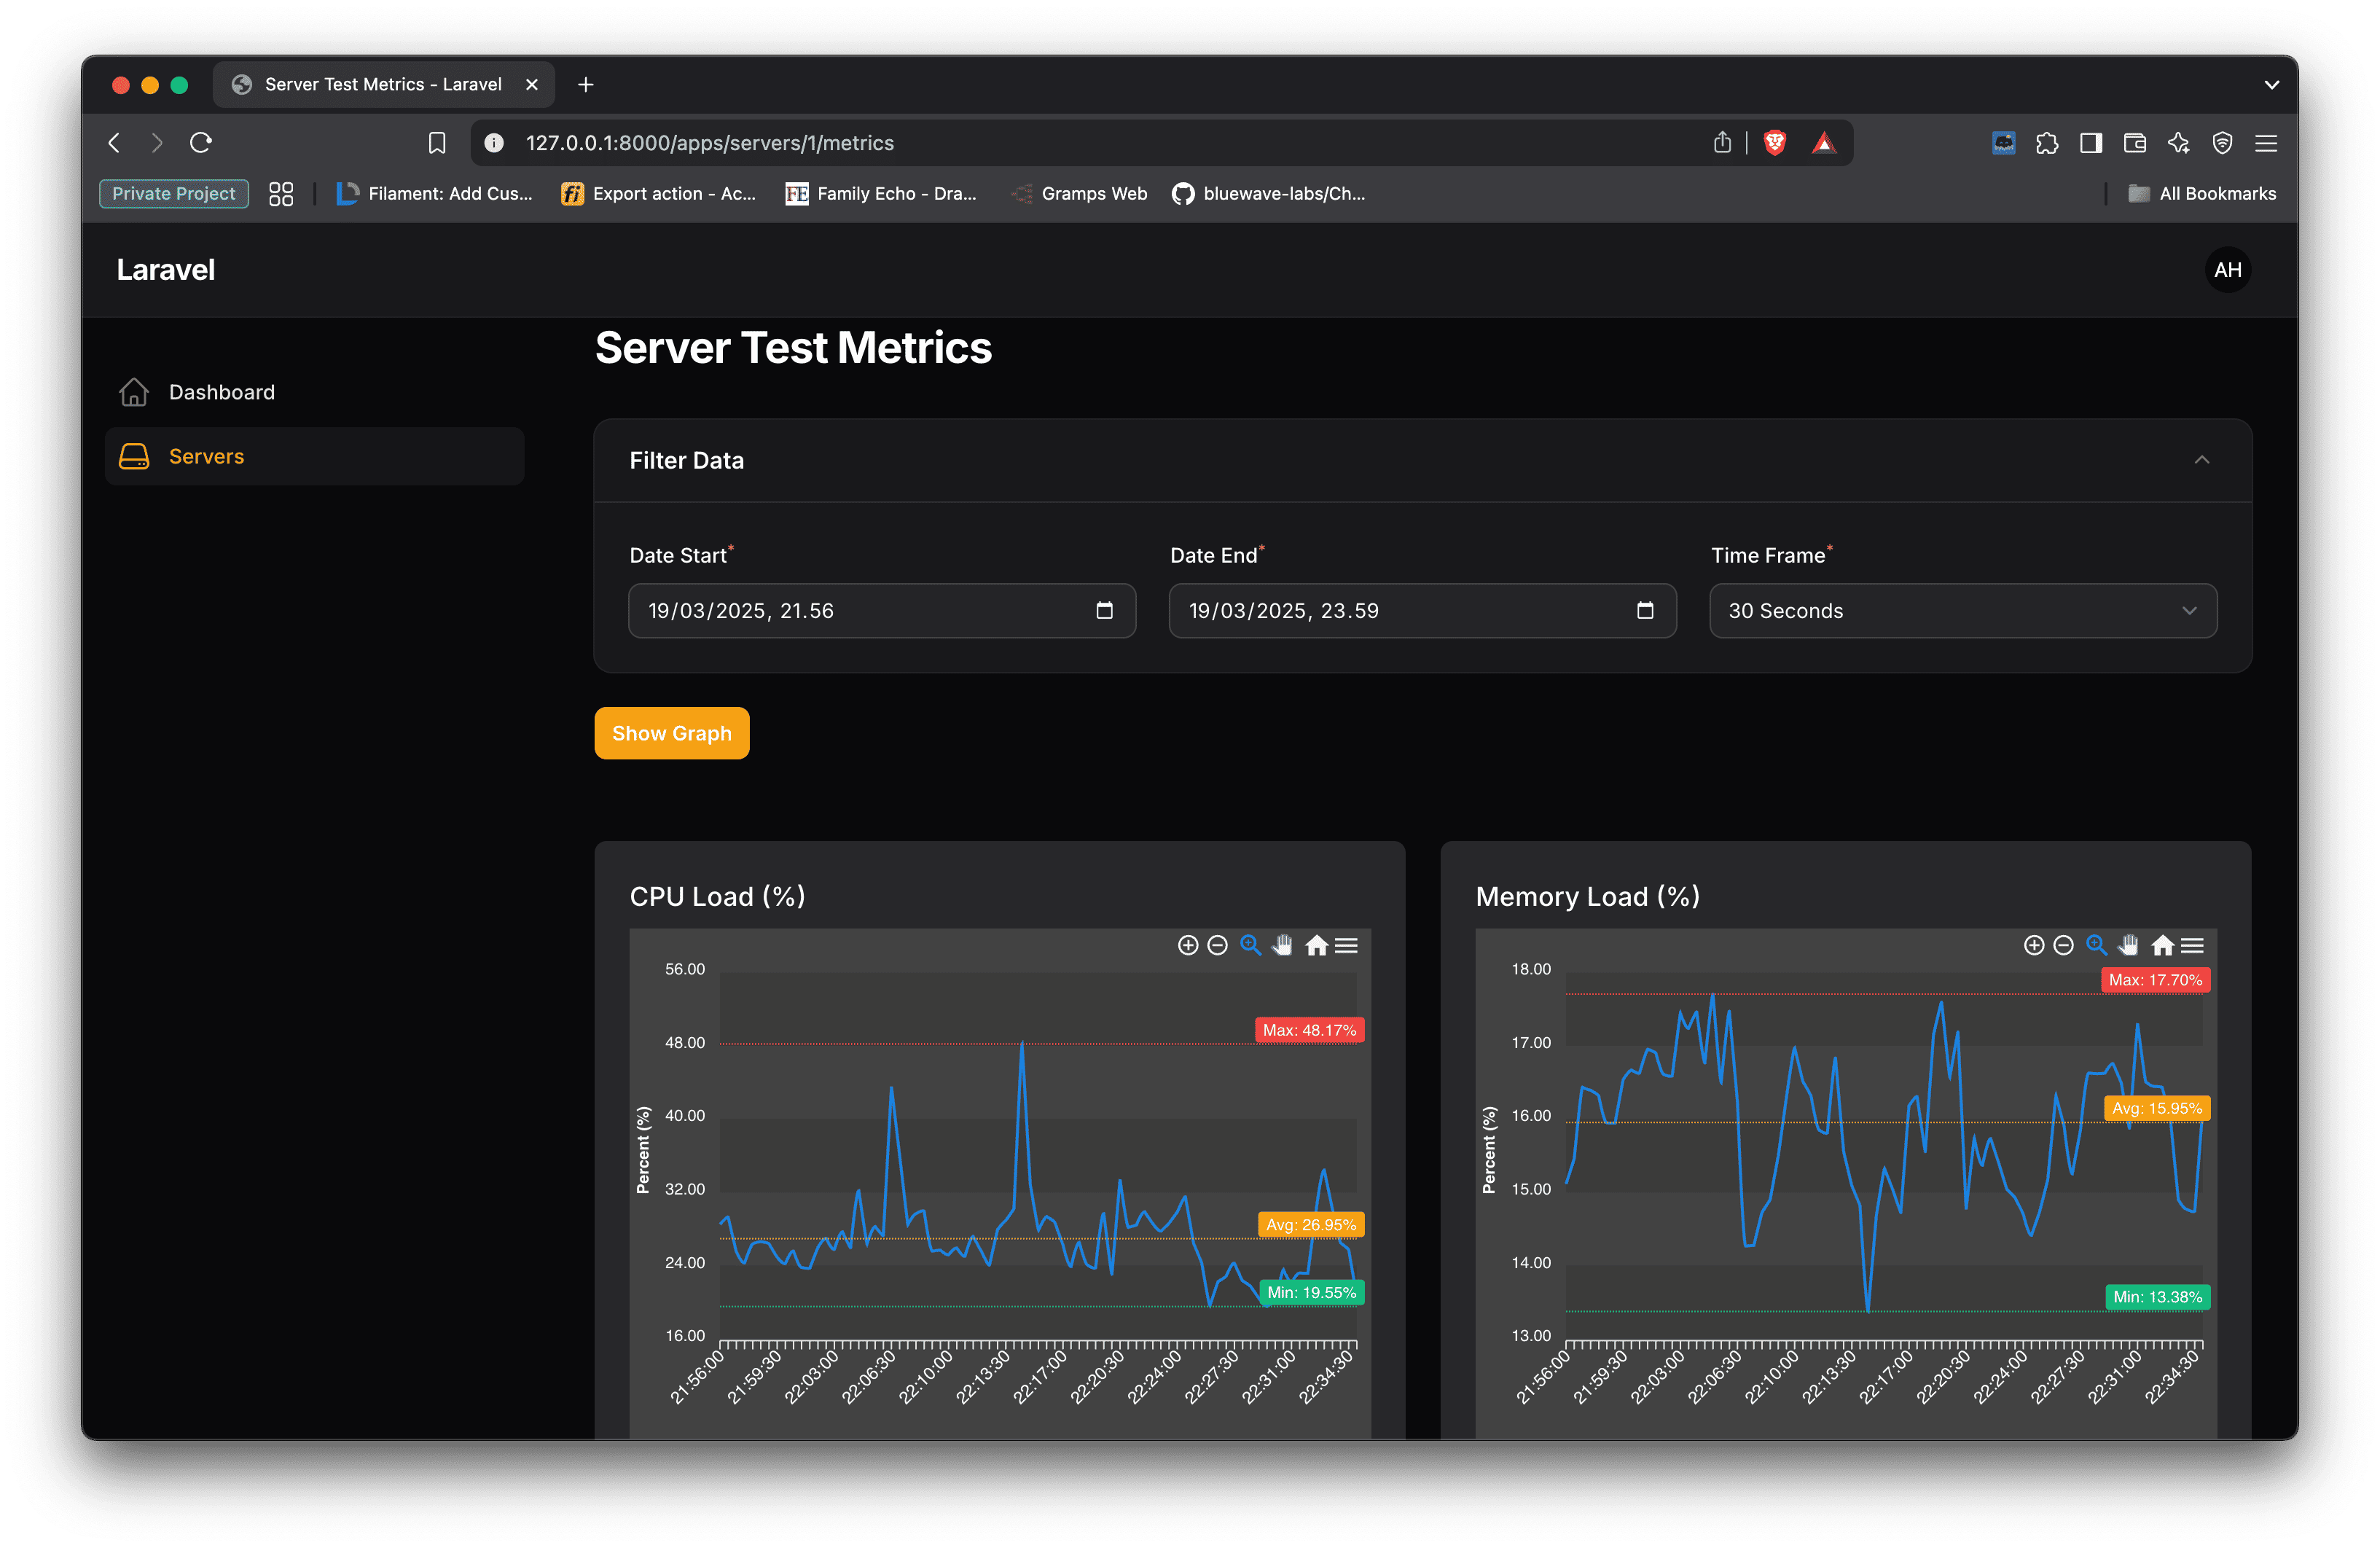 Server Test Metrics - Laravel
127.0.0.1:8000/apps/servers/1/metrics
Private Project
Filament: Add Cus...
Export action - Ac...
Family Echo - Dra...
Gramps Web
bluewave-labs/Ch...
All Bookmarks
Laravel
AH
Dashboard
Servers
Server Test Metrics
Filter Data
Date Start*
Date End*
Time Frame*
19/03/2025, 21.56
19/03/2025, 23.59
30 Seconds
Show Graph
CPU Load (%)
56.00
48.00
40.00
32.00
24.00
16.00
Percent (%)
Max: 48.17%
Avg: 26.95%
Min: 19.55%
21:56:00
21:59:30
22:03:00
22:06:30
22:10:00
22:13:30
22:17:00
22:20:30
22:24:00
22:27:30
22:31:00
22:34:30
Memory Load (%)
18.00
17.00
16.00
15.00
14.00
13.00
Percent (%)
Max: 17.70%
Avg: 15.95%
Min: 13.38%
21:56:00
21:59:30
22:03:00
22:06:30
22:10:00
22:13:30
22:17:00
22:20:30
22:24:00
22:27:30
22:31:00
22:34:30